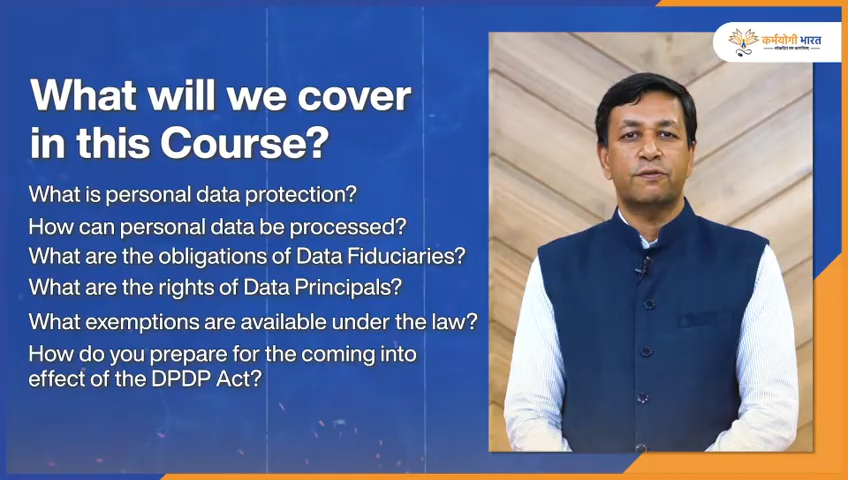 कर्मयोगी भारत
What will we cover
in this Course?
What is personal data protection?
How can personal data be processed?
What are the obligations of Data Fiduciaries?
What are the rights of Data Principals?
What exemptions are available under the law?
How do you prepare for the coming into
effect of the DPDP Act?